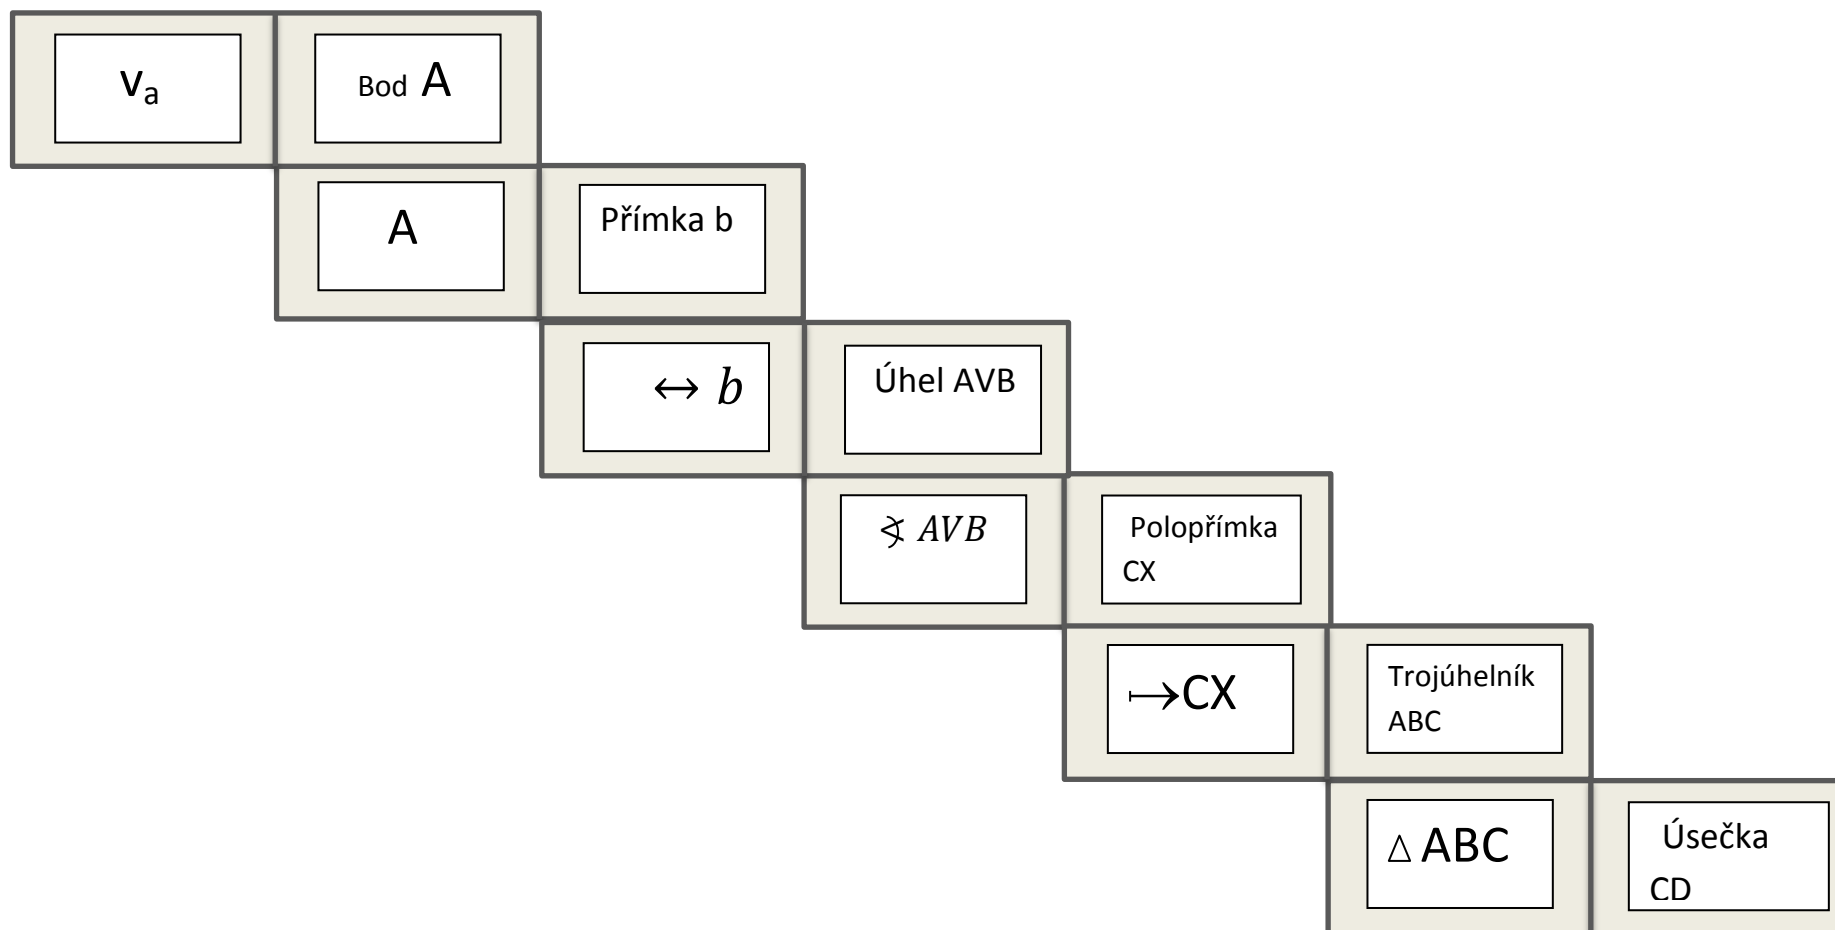 vₐ
Bod A
A
Přímka b
↔ b
Úhel AVB
∢ AVB
Polopřímka
CX
↦CX
Trojúhelník
ABC
△ ABC
Úsečka
CD